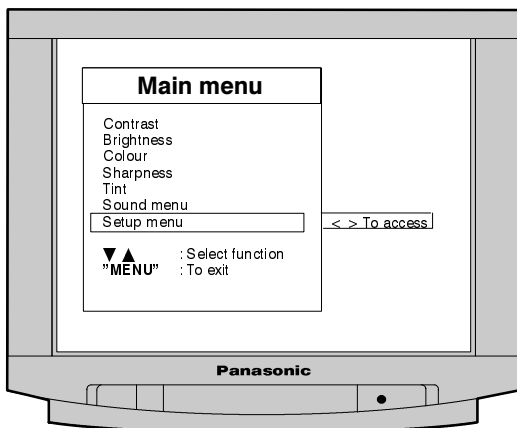 Main menu
Contrast
Brightness
Colour
Sharpness
Tint
Sound menu
Setup menu < > To access
▼ ▲ : Select function
”MENU” : To exit
Panasonic